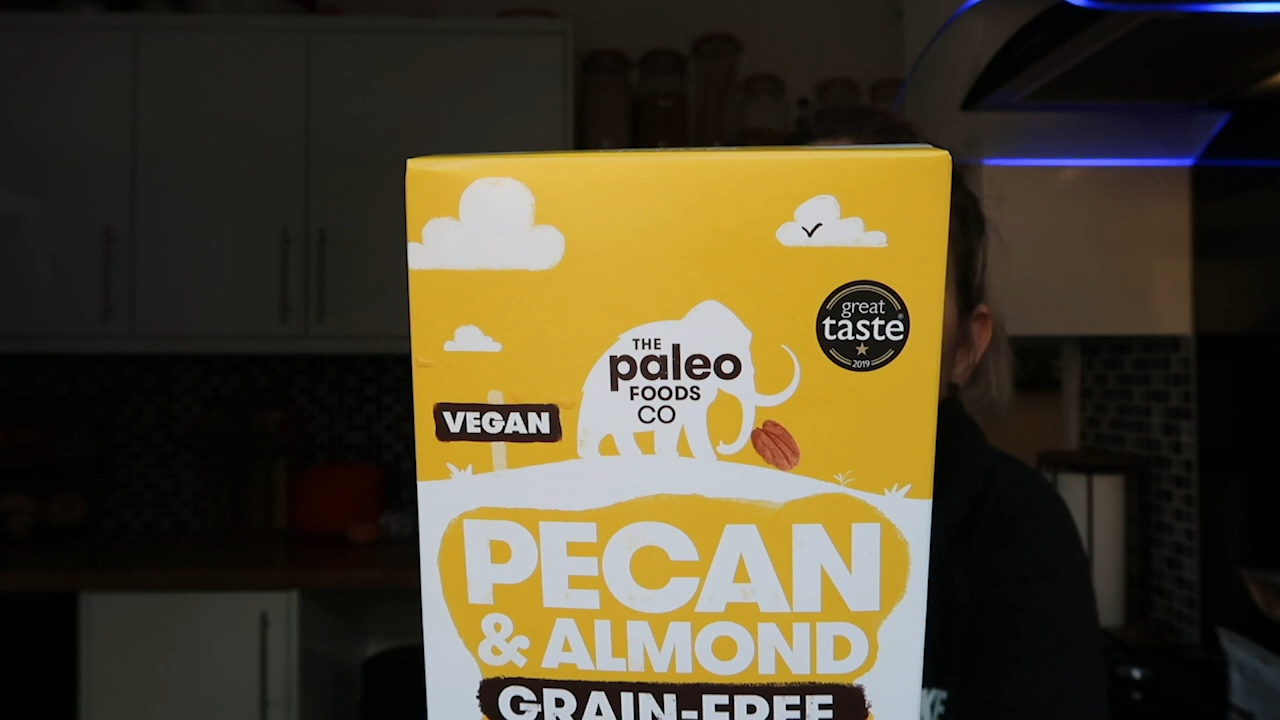 great
taste
2019
THE
paleo
FOODS
CO
VEGAN
PECAN
& ALMOND
GRAIN-FREE